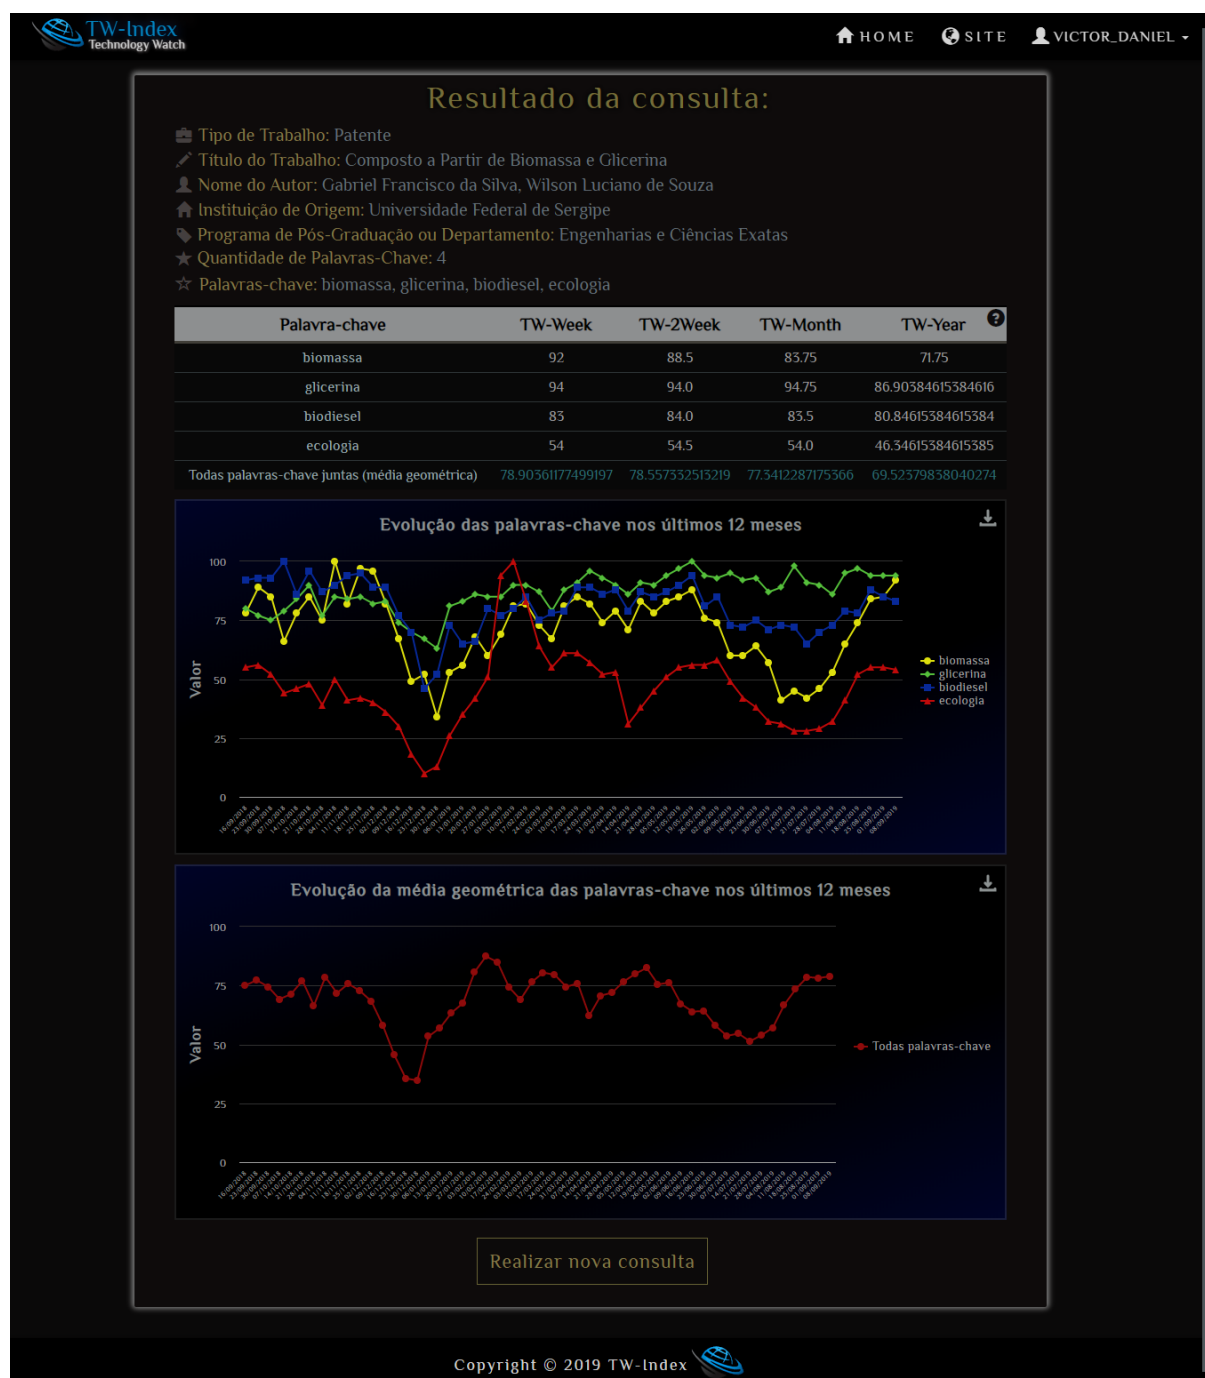 TW-Index
Technology Watch
HOME SITE VICTOR_DANIEL
Resultado da consulta:
Tipo de Trabalho: Patente
Título do Trabalho: Composto a Partir de Biomassa e Glicerina
Nome do Autor: Gabriel Francisco da Silva, Wilson Luciano de Souza
Instituição de Origem: Universidade Federal de Sergipe
Programa de Pós-Graduação ou Departamento: Engenharias e Ciências Exatas
Quantidade de Palavras-Chave: 4
Palavras-chave: biomassa, glicerina, biodiesel, ecologia
Palavra-chave TW-Week TW-2Week TW-Month TW-Year ?
biomassa 92 88.5 83.75 71.75
glicerina 94 94.0 94.75 86.90384615384616
biodiesel 83 84.0 83.5 80.84615384615384
ecologia 54 54.5 54.0 46.34615384615385
Todas palavras-chave juntas (média geométrica) 78.90361177499197 78.557332513219 77.3412287175366 69.52379838040274
Evolução das palavras-chave nos últimos 12 meses
100
75
50
25
0
Valor
biomassa
glicerina
biodiesel
ecologia
Evolução da média geométrica das palavras-chave nos últimos 12 meses
100
75
50
25
0
Valor
Todas palavras-chave
Realizar nova consulta
Copyright © 2019 TW-Index